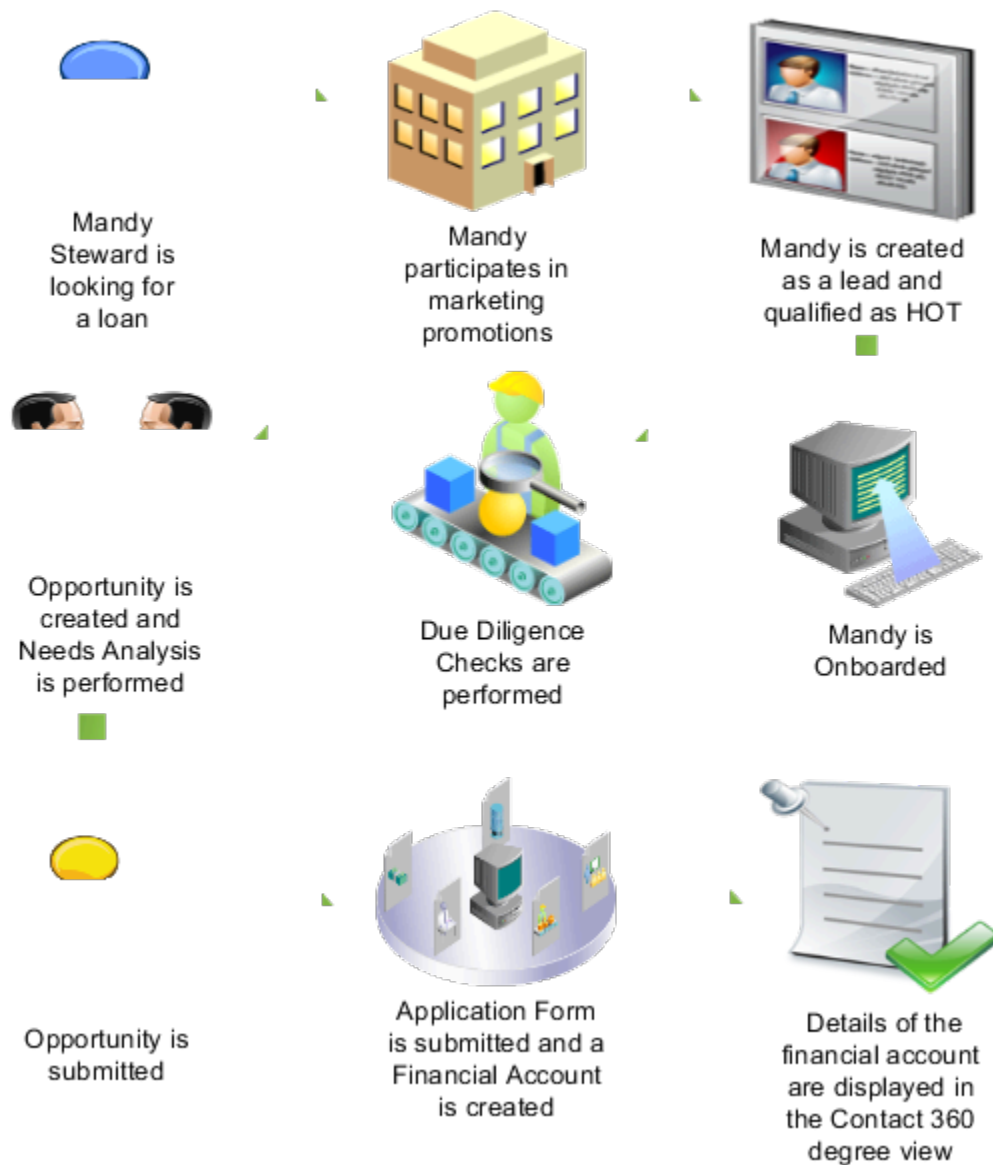 Mandy
Steward is
looking for
a loan
Mandy
participates in
marketing
promotions
Mandy is created
as a lead and
qualified as HOT
Opportunity is
created and
Needs Analysis
is performed
Due Diligence
Checks are
performed
Mandy is
Onboarded
Opportunity is
submitted
Application Form
is submitted and a
Financial Account
is created
Details of the
financial account
are displayed in
the Contact 360
degree view